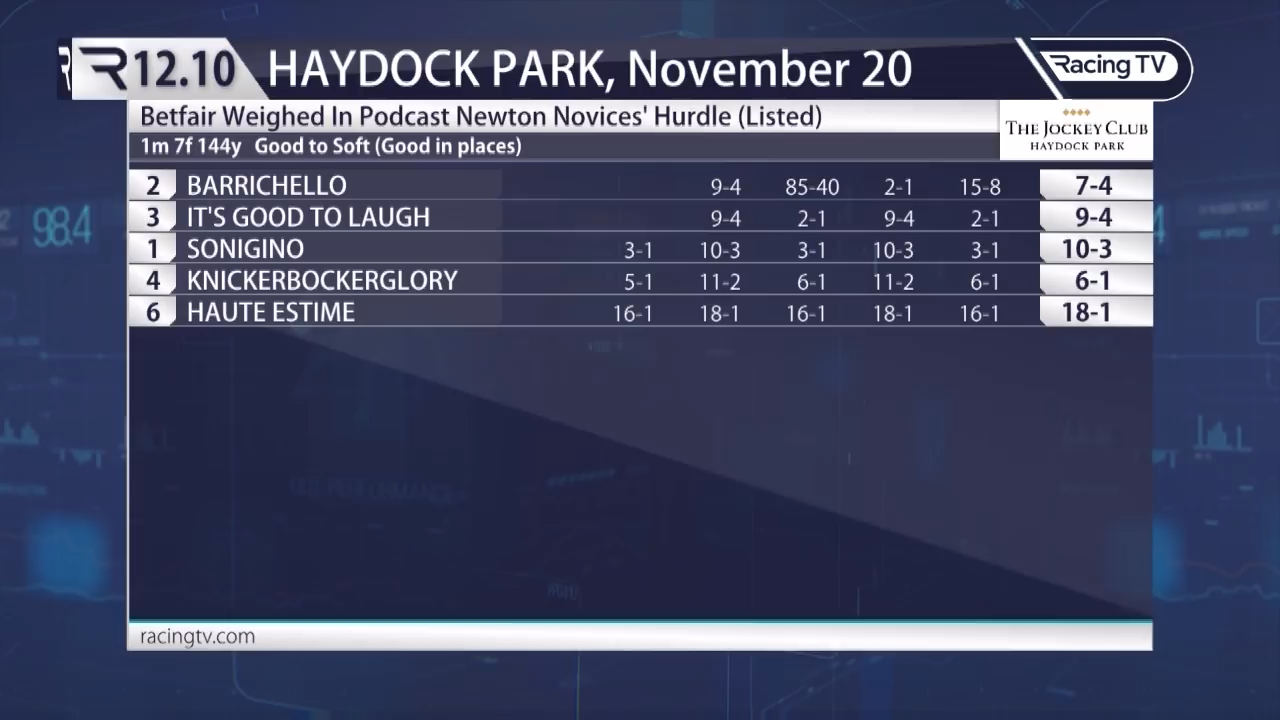 R 12.10 HAYDOCK PARK, November 20 Racing TV
Betfair Weighed In Podcast Newton Novices' Hurdle (Listed)
THE JOCKEY CLUB
HAYDOCK PARK
1m 7f 144y Good to Soft (Good in places)
2 BARRICHELLO 9-4 85-40 2-1 15-8 7-4
3 IT'S GOOD TO LAUGH 9-4 2-1 9-4 2-1 9-4
1 SONIGINO 3-1 10-3 3-1 10-3 3-1 10-3
4 KNICKERBOCKERGLORY 5-1 11-2 6-1 11-2 6-1 6-1
6 HAUTE ESTIME 16-1 18-1 16-1 18-1 16-1 18-1
98.4
racingtv.com